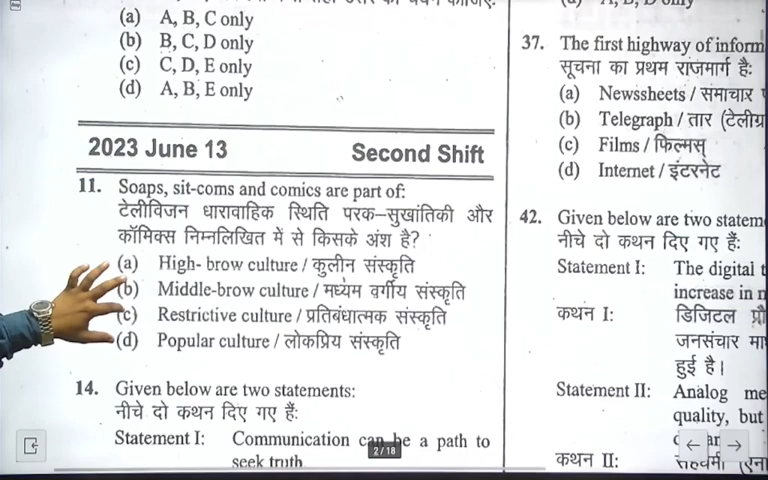 (a) A, B, C only
(b) B, C, D only
(c) C, D, E only
(d) A, B, E only
2023 June 13 Second Shift
11. Soaps, sit-coms and comics are part of:
टेलीविजन धारावाहिक स्थिति परक–सुखांतिकी और
कॉमिक्स निम्नलिखित में से किसके अंश है?
(a) High- brow culture / कुलीन संस्कृति
(b) Middle-brow culture / मध्यम वर्गीय संस्कृति
(c) Restrictive culture / प्रतिबंधात्मक संस्कृति
(d) Popular culture / लोकप्रिय संस्कृति
14. Given below are two statements:
नीचे दो कथन दिए गए हैं:
Statement I: Communication can be a path to
seek truth
2/18
37. The first highway of inform
सूचना का प्रथम राजमार्ग है:
(a) Newssheets / समाचार
(b) Telegraph / तार (टेलीग्र
(c) Films / फिल्मस्
(d) Internet / इंटरनेट
42. Given below are two statem
नीचे दो कथन दिए गए हैं:
Statement I: The digital t
increase in n
कथन I: डिजिटल प्रौ
जनसंचार मा
हुई है।
Statement II: Analog me
quality, but
कथन II: